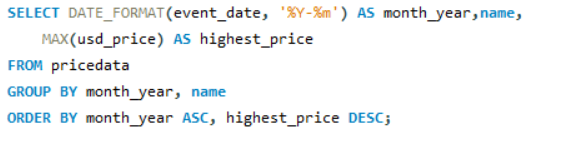 SELECT DATE_FORMAT(event_date, '%Y-%m') AS month_year,name,
MAX(usd_price) AS highest_price
FROM pricedata
GROUP BY month_year, name
ORDER BY month_year ASC, highest_price DESC;